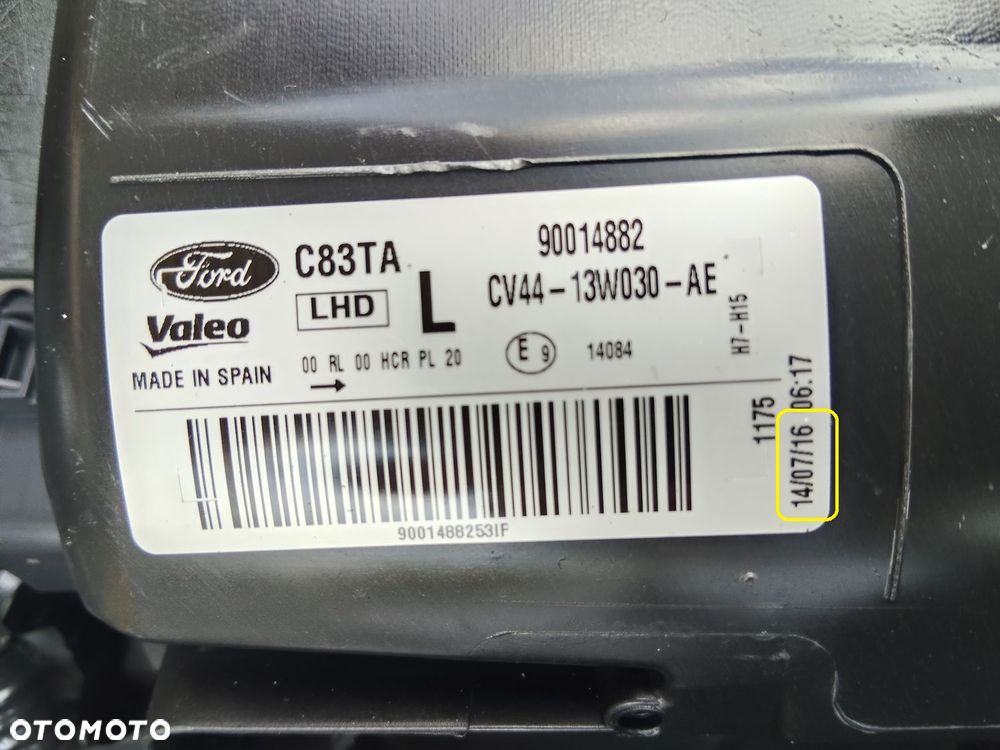 Ford
Valeo
MADE IN SPAIN
C83TA
LHD
L
00 RL 00 HCR PL 20
90014882
CV44-13W030-AE
E 9
14084
H7-H15
1175
14/07/16 06:17
9001488253IF
H7-
OTOMOTO